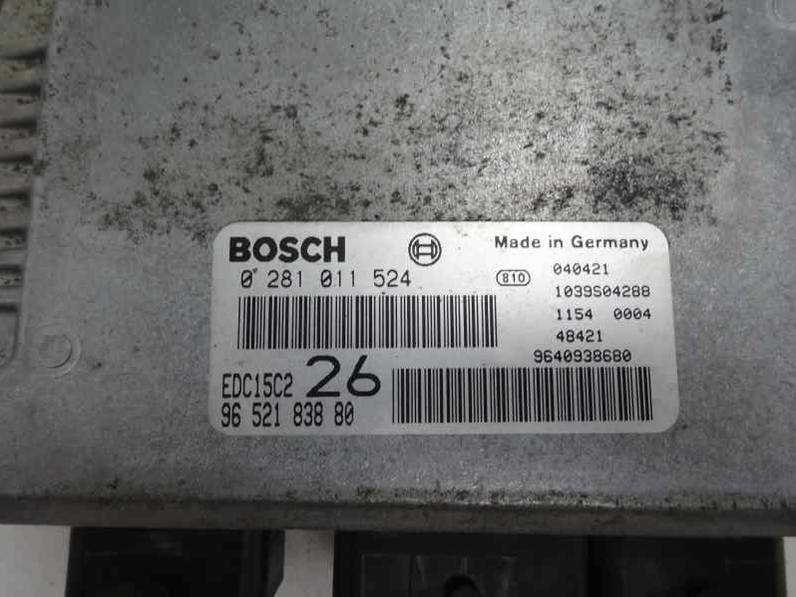 BOSCH
Made in Germany
0 281 011 524
810
040421
1039S04288
1154 0004
48421
9640938680
EDC15C2 26
96 521 838 80